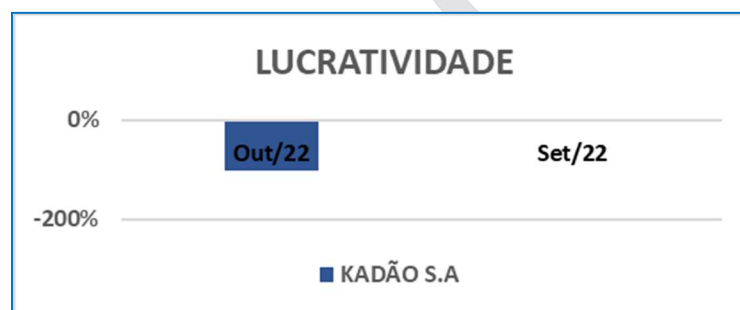 LUCRATIVIDADE
0%
Out/22 Set/22
-200%
KADÃO S.A